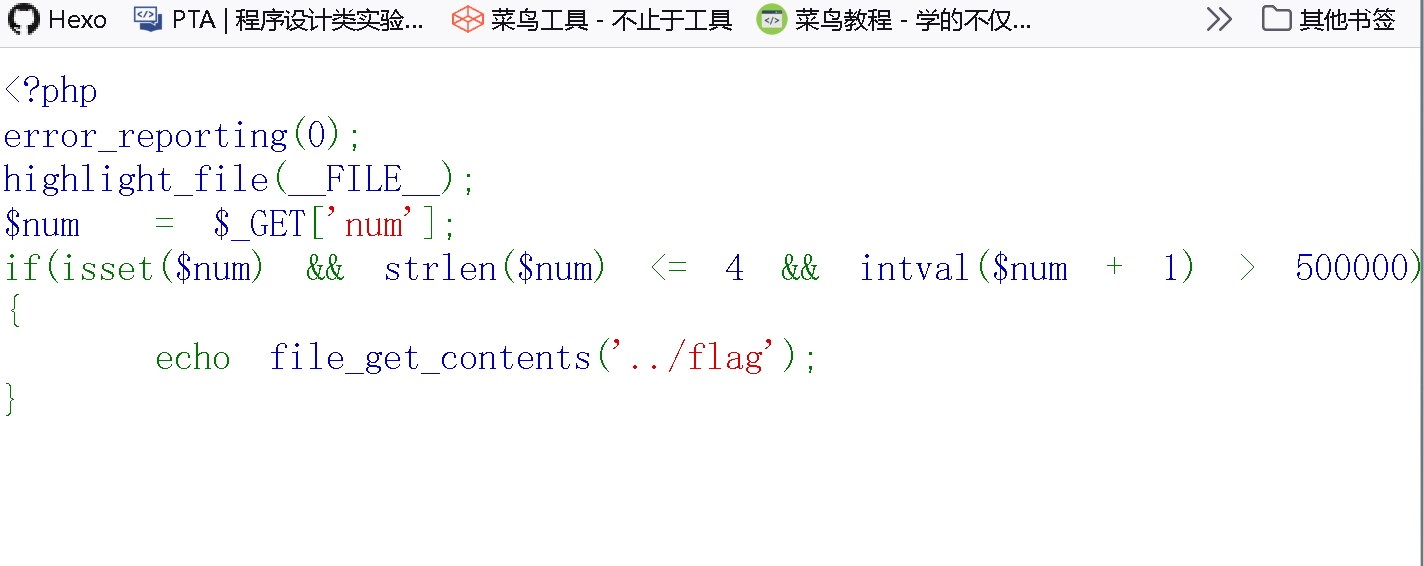 Hexo PTA | 程序设计类实验... 菜鸟工具 - 不止于工具 菜鸟教程 - 学的不仅... 其他书签
<?php
error_reporting(0);
highlight_file(__FILE__);
$num  =  $_GET['num'];
if(isset($num)  &&  strlen($num)  <=  4  &&  intval($num  +  1)  >  500000)
{
        echo  file_get_contents('../flag');
}